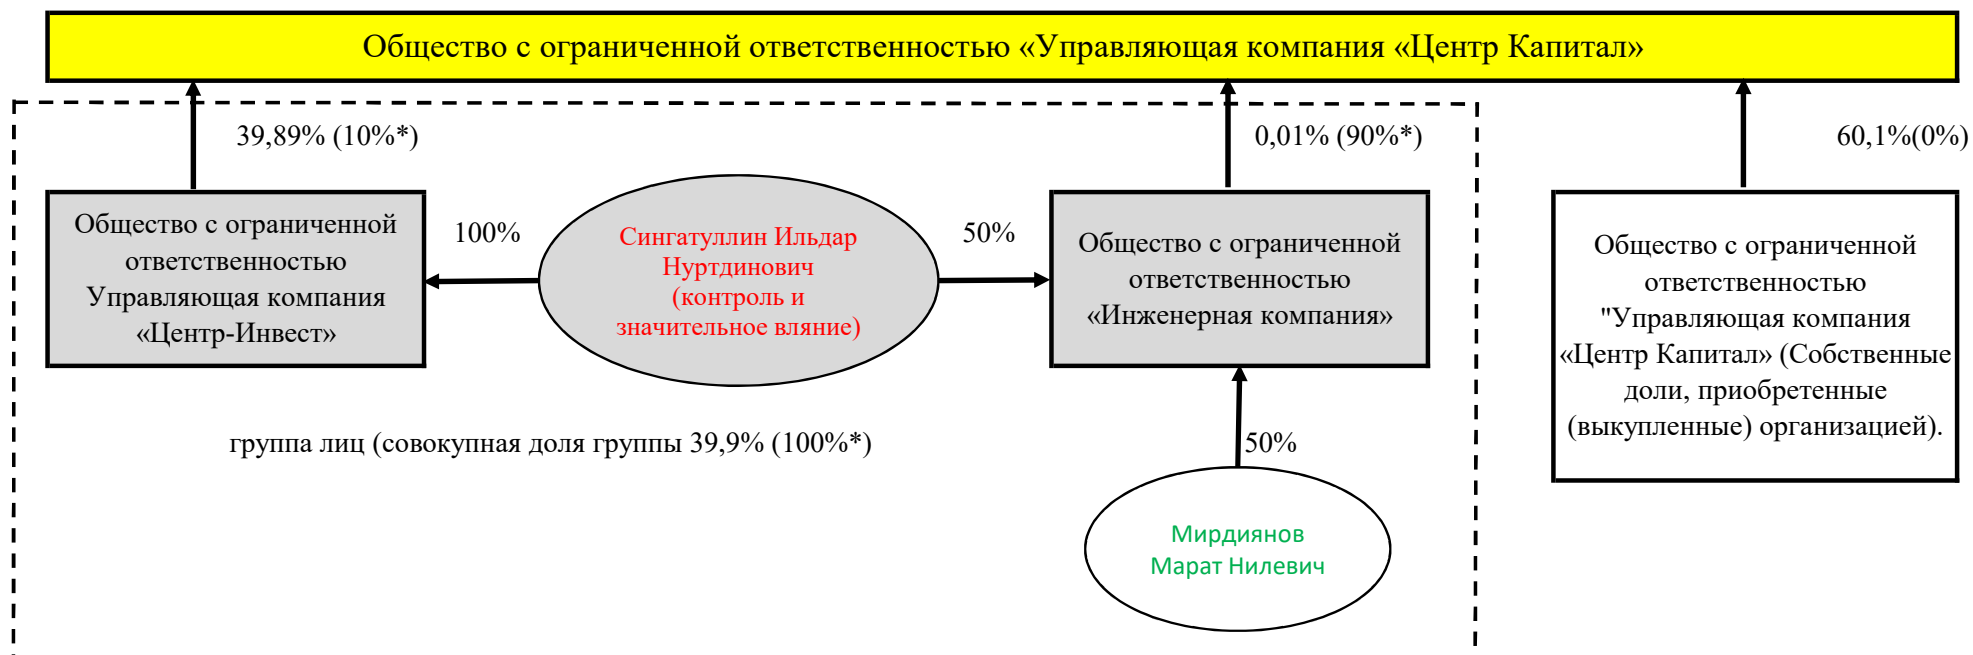 Общество с ограниченной ответственностью «Управляющая компания «Центр Капитал»
39,89% (10%*)
0,01% (90%*)
60,1%(0%)
Общество с ограниченной
ответственностью
Управляющая компания
«Центр-Инвест»
100%
Сингатуллин Ильдар
Нуртдинович
(контроль и
значительное вляние)
50%
Общество с ограниченной
ответственностью
«Инженерная компания»
Общество с ограниченной
ответственностью
"Управляющая компания
«Центр Капитал» (Собственные
доли, приобретенные
(выкупленные) организацией).
группа лиц (совокупная доля группы 39,9% (100%*)
50%
Мирдиянов
Марат Нилевич